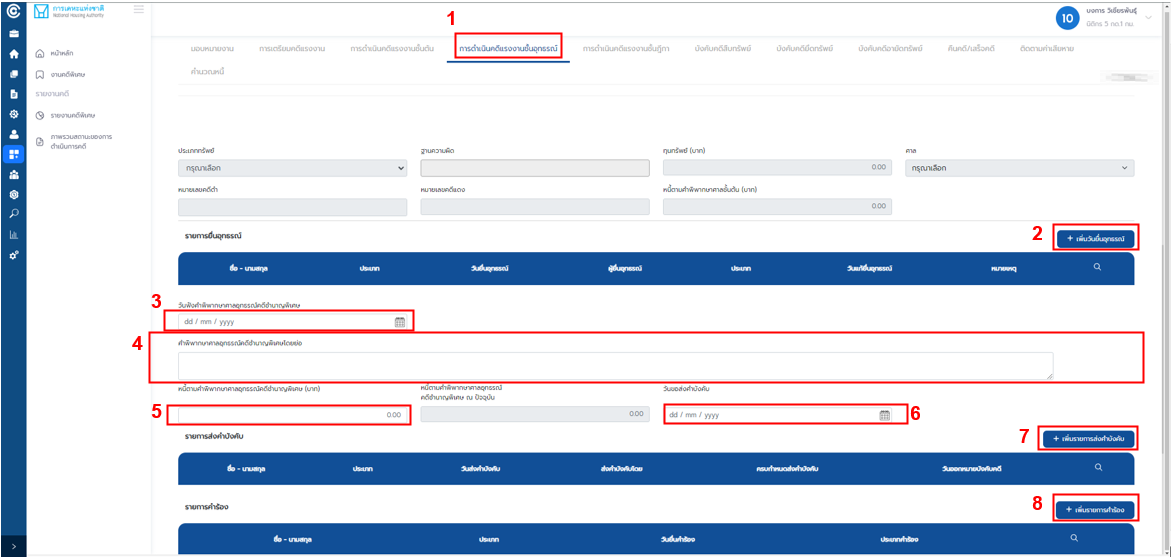 1
การเคหะแห่งชาติ
National Housing Authority
10
บงการ วิเชียรพันธุ์
นิติกร 5 กด.1 กม.
หน้าหลัก
งานคดีพิเศษ
รายงานคดี
รายงานคดีพิเศษ
ภาพรวมสถานะของการ
ดำเนินการคดี
มอบหมายงาน การเตรียมคดีแรงงาน การดำเนินคดีแรงงานชั้นต้น การดำเนินคดีแรงงานชั้นอุทธรณ์ การดำเนินคดีแรงงานชั้นฎีกา บังคับคดีสืบทรัพย์ บังคับคดียึดทรัพย์ บังคับคดีอายัดทรัพย์ คืนคดี/เสร็จคดี ติดตามค่าเสียหาย
คำนวณหนี้
ประเภททรัพย์ ฐานความผิด ทุนทรัพย์ (บาท) ศาล
กรุณาเลือก 0.00 กรุณาเลือก
หมายเลขคดีดำ หมายเลขคดีแดง หนี้ตามคำพิพากษาศาลชั้นต้น (บาท)
0.00
รายการยื่นอุทธรณ์ 2 + เพิ่มวันยื่นอุทธรณ์
ชื่อ - นามสกุล ประเภท วันยื่นอุทธรณ์ ผู้ยื่นอุทธรณ์ ประเภท วันแก้ยื่นอุทธรณ์ หมายเหตุ
3 วันฟังคำพิพากษาศาลอุทธรณ์คดีชำนาญพิเศษ
dd / mm / yyyy
4 คำพิพากษาศาลอุทธรณ์คดีชำนาญพิเศษโดยย่อ
หนี้ตามคำพิพากษาศาลอุทธรณ์คดีชำนาญพิเศษ (บาท) หนี้ตามคำพิพากษาศาลอุทธรณ์
คดีชำนาญพิเศษ ณ ปัจจุบัน วันขอส่งคำบังคับ
5 0.00 0.00 dd / mm / yyyy 6
รายการส่งคำบังคับ 7 + เพิ่มรายการส่งคำบังคับ
ชื่อ - นามสกุล ประเภท วันส่งคำบังคับ ส่งคำบังคับโดย ครบกำหนดส่งคำบังคับ วันออกหมายบังคับคดี
รายการคำร้อง 8 + เพิ่มรายการคำร้อง
ชื่อ - นามสกุล ประเภท วันยื่นคำร้อง ประเภทคำร้อง